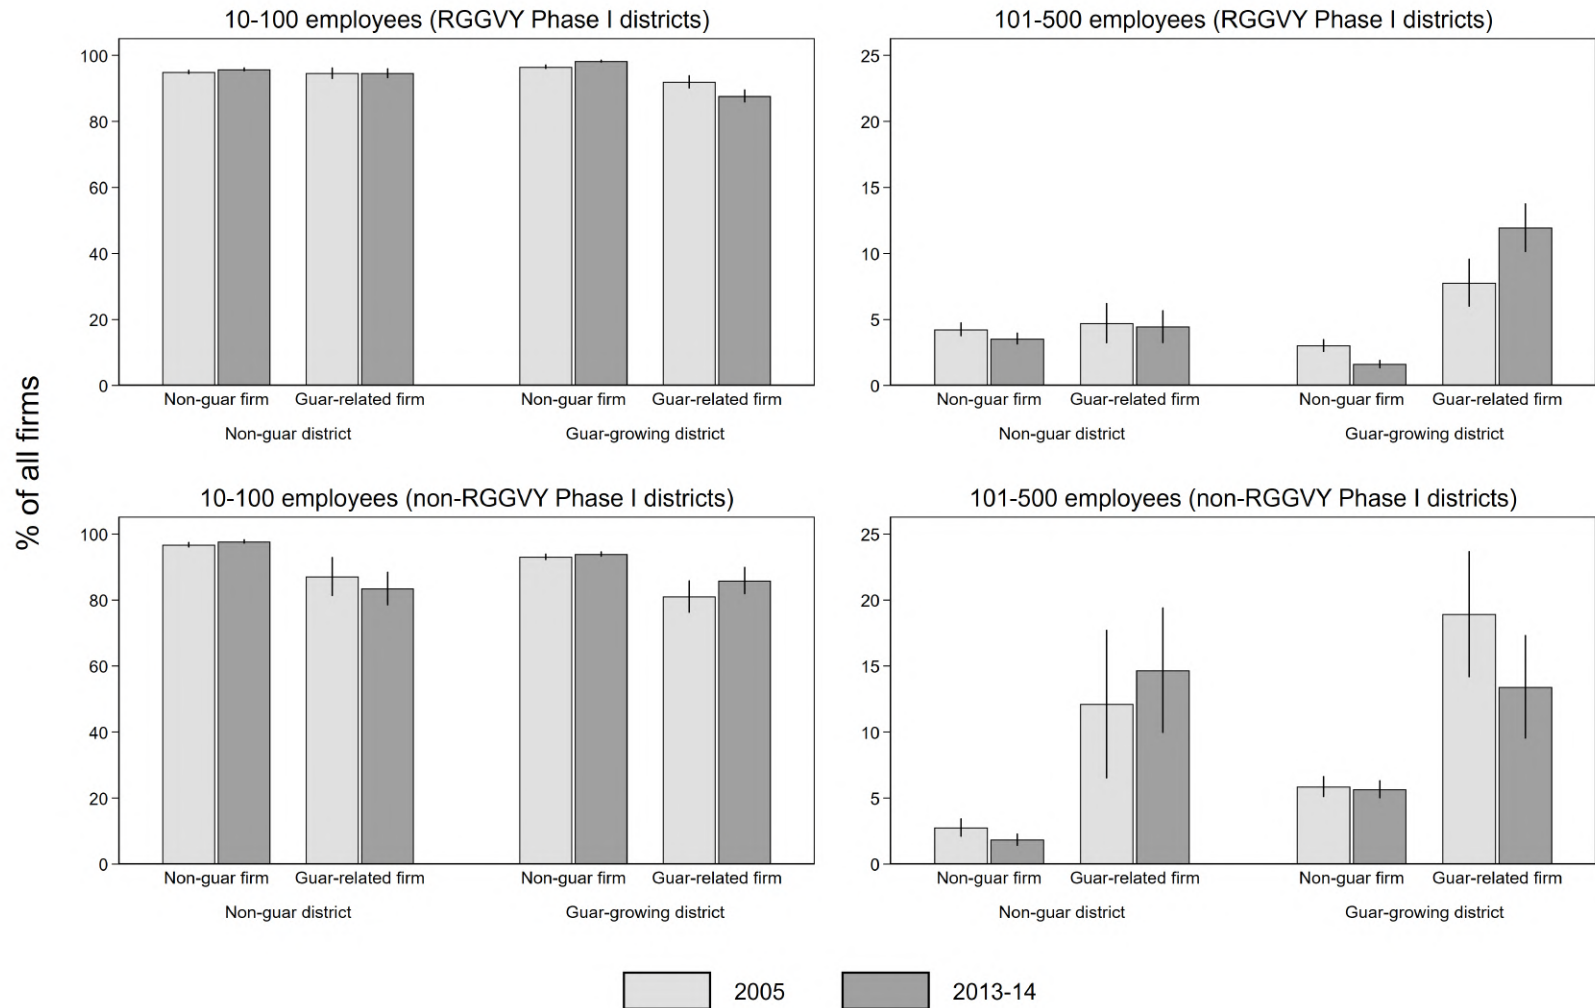 10-100 employees (RGGVY Phase I districts)
100
80
60
40
20
0
Non-guar firm Guar-related firm Non-guar firm Guar-related firm
Non-guar district Guar-growing district
101-500 employees (RGGVY Phase I districts)
25
20
15
10
5
0
Non-guar firm Guar-related firm Non-guar firm Guar-related firm
Non-guar district Guar-growing district
% of all firms
10-100 employees (non-RGGVY Phase I districts)
100
80
60
40
20
0
Non-guar firm Guar-related firm Non-guar firm Guar-related firm
Non-guar district Guar-growing district
101-500 employees (non-RGGVY Phase I districts)
25
20
15
10
5
0
Non-guar firm Guar-related firm Non-guar firm Guar-related firm
Non-guar district Guar-growing district
2005 2013-14